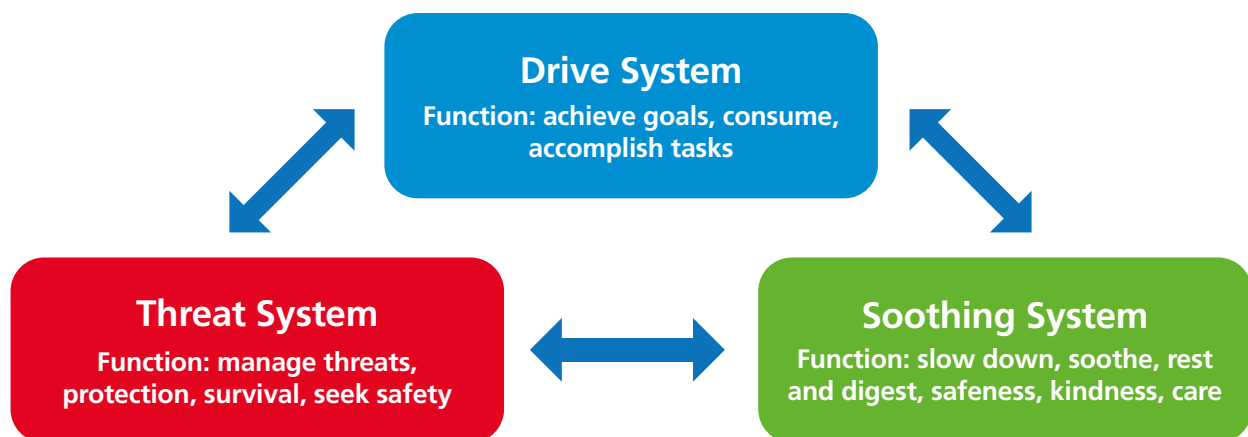 Drive System
Function: achieve goals, consume,
accomplish tasks
Threat System
Function: manage threats,
protection, survival, seek safety
Soothing System
Function: slow down, soothe, rest
and digest, safeness, kindness, care